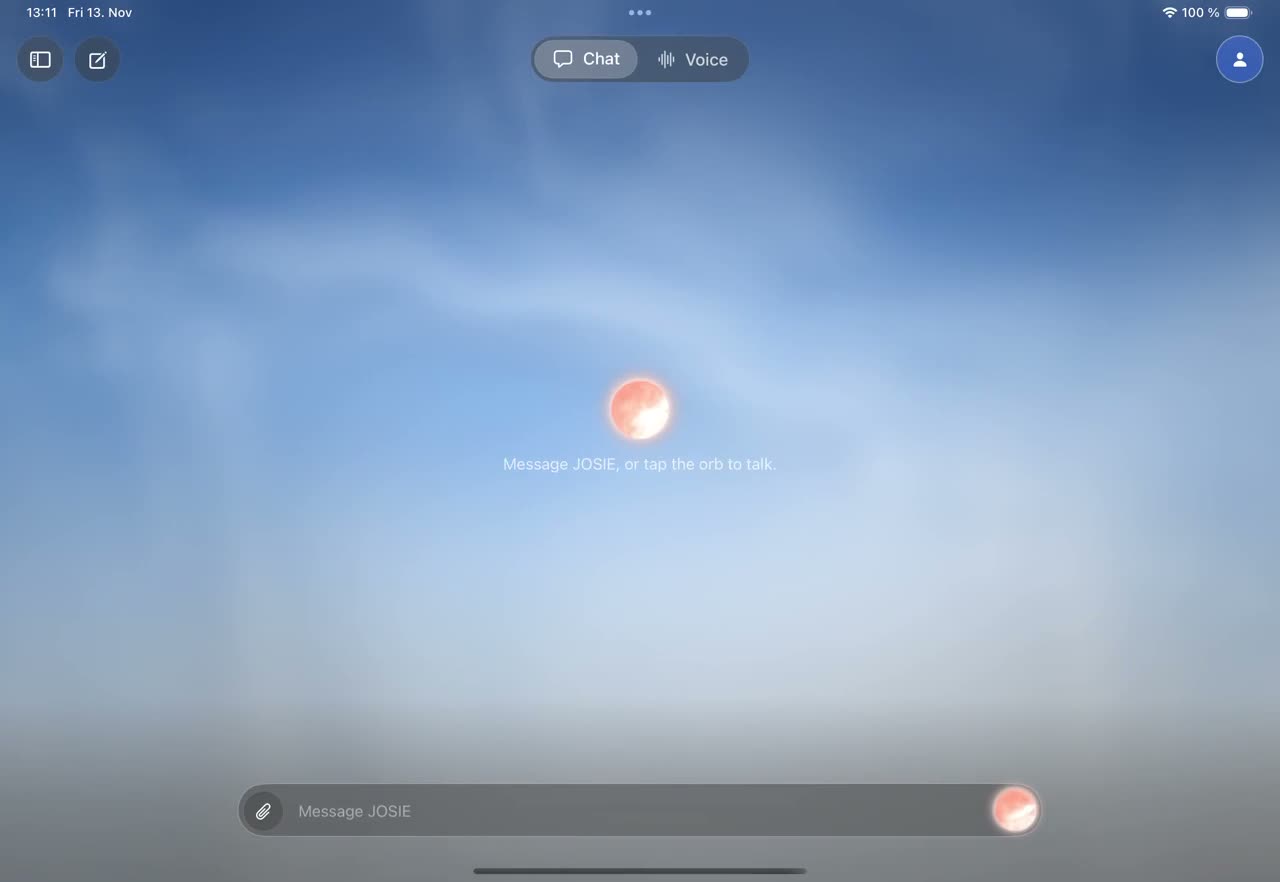 13:11 Fri 13. Nov
100 %
Chat
Voice
Message JOSIE, or tap the orb to talk.
Message JOSIE